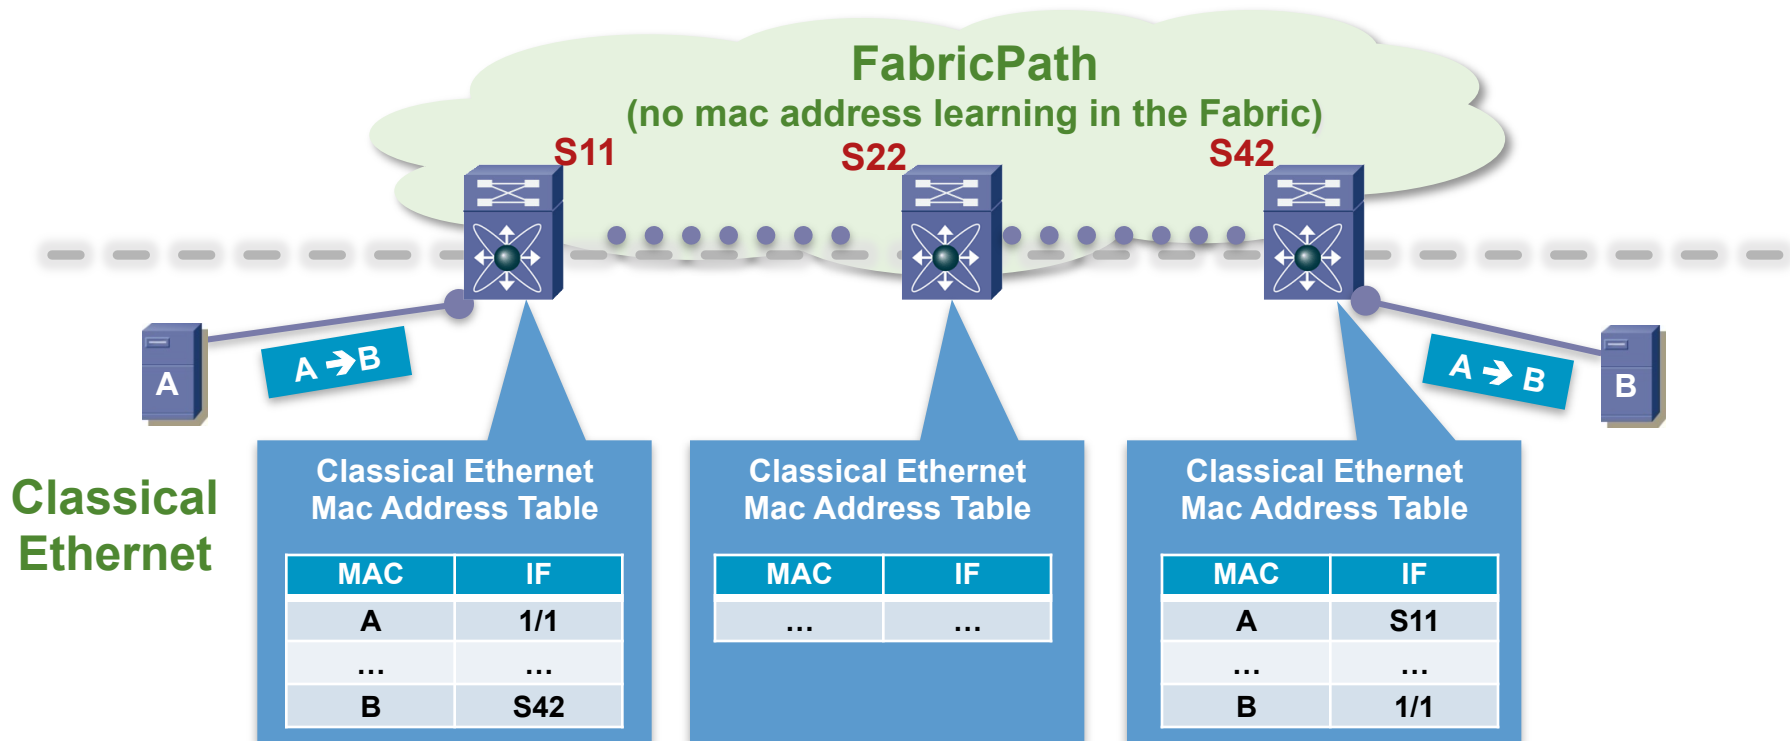 FabricPath
(no mac address learning in the Fabric)
S11
S22
S42
A
A → B
A → B
B
Classical
Ethernet
Classical Ethernet
Mac Address Table
MAC IF
A 1/1
… …
B S42
Classical Ethernet
Mac Address Table
MAC IF
… …
Classical Ethernet
Mac Address Table
MAC IF
A S11
… …
B 1/1